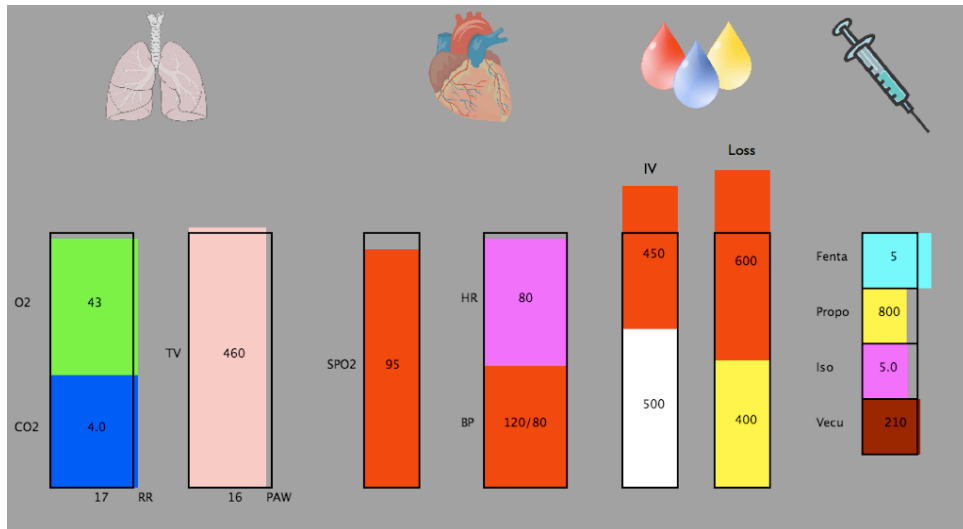 Loss
IV
450
600
Fenta
5
O2
43
HR
80
Propo
800
TV
460
SPO2
95
Iso
5.0
500
CO2
4.0
BP
120/80
400
Vecu
210
17
RR
16
PAW